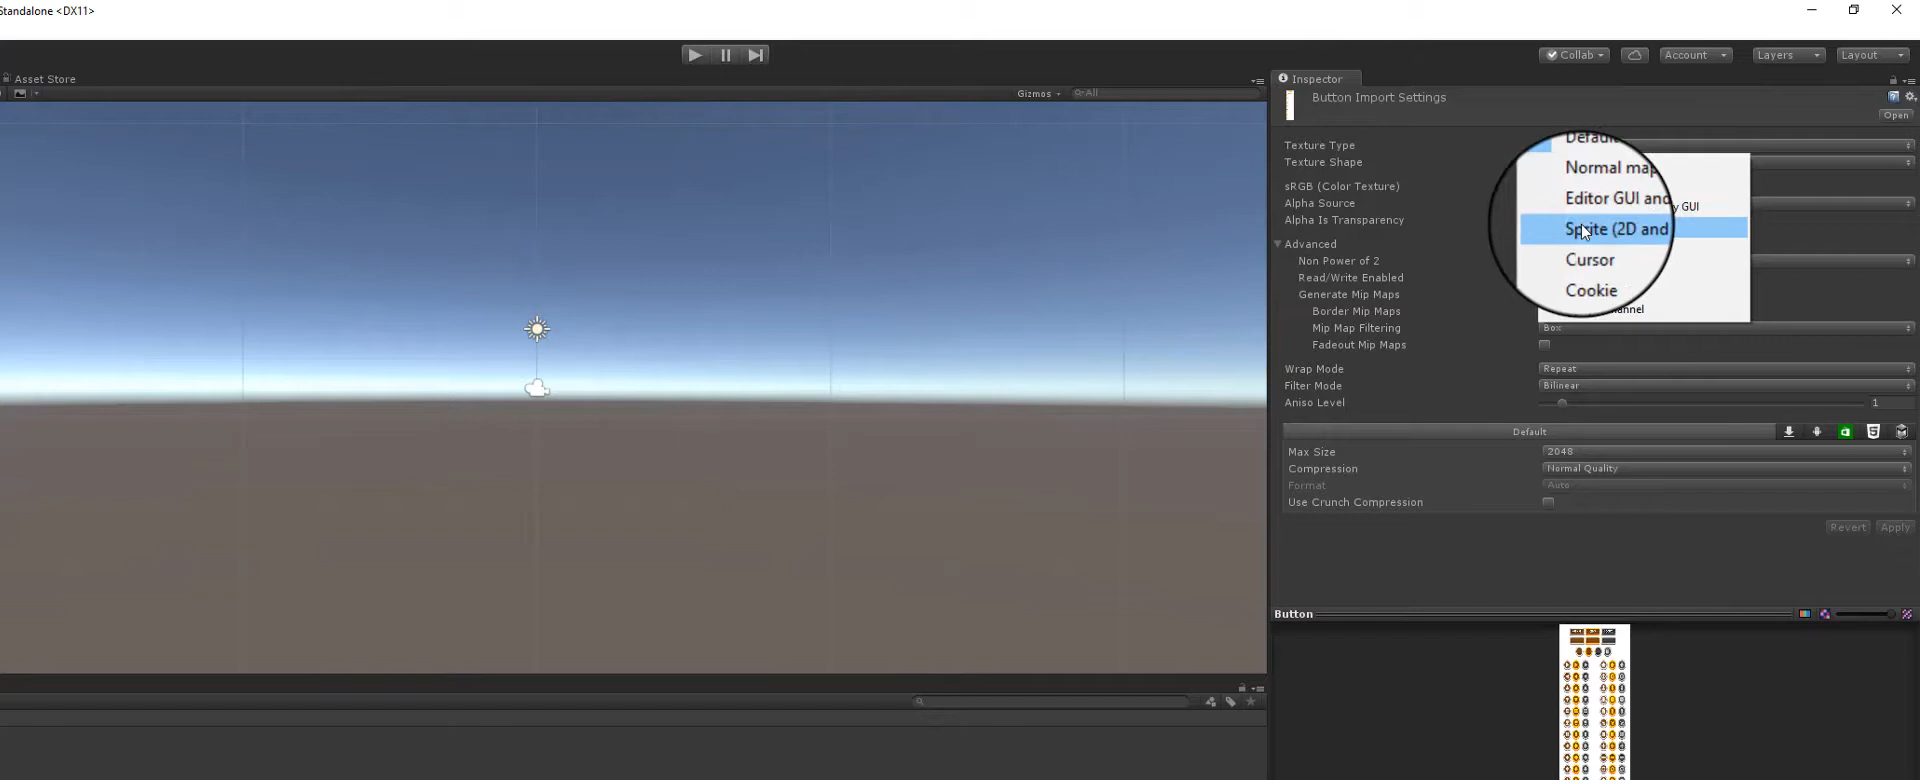 Standalone <DX11>
Collab
Account
Layers
Layout
Asset Store
Gizmos
All
Inspector
Button Import Settings
Open
Texture Type
Texture Shape
sRGB (Color Texture)
Alpha Source
Alpha Is Transparency
Advanced
Non Power of 2
Read/Write Enabled
Generate Mip Maps
Border Mip Maps
Mip Map Filtering
Box
Fadeout Mip Maps
Normal map
Editor GUI and
y GUI
Sprite (2D and
Cursor
Cookie
Wrap Mode
Repeat
Filter Mode
Bilinear
Aniso Level
1
Default
Max Size
2048
Compression
Normal Quality
Format
Auto
Use Crunch Compression
Revert
Apply
Button